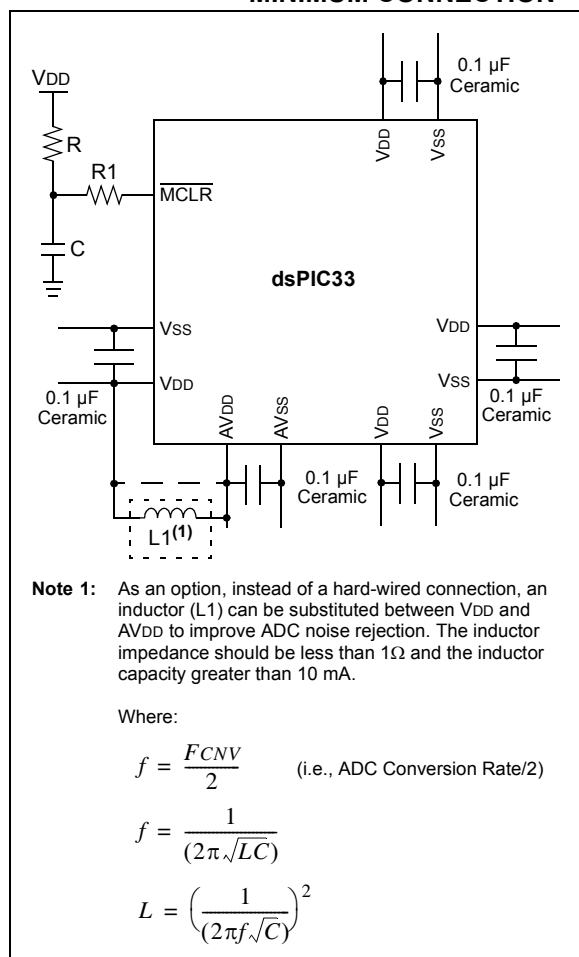 0.1 µF
Ceramic
VDD
R
R1
MCLR
C
VDD
VSS
dsPIC33
VSS
VDD
0.1 µF
Ceramic
VDD
VSS
0.1 µF
Ceramic
AVDD
AVSS
0.1 µF
Ceramic
VDD
VSS
0.1 µF
Ceramic
L1(1)
Note 1: As an option, instead of a hard-wired connection, an
inductor (L1) can be substituted between VDD and
AVDD to improve ADC noise rejection. The inductor
impedance should be less than 1Ω and the inductor
capacity greater than 10 mA.
Where:
f = FCNV / 2 (i.e., ADC Conversion Rate/2)
f = 1 / (2π√LC)
L = (1 / (2πf√C))²